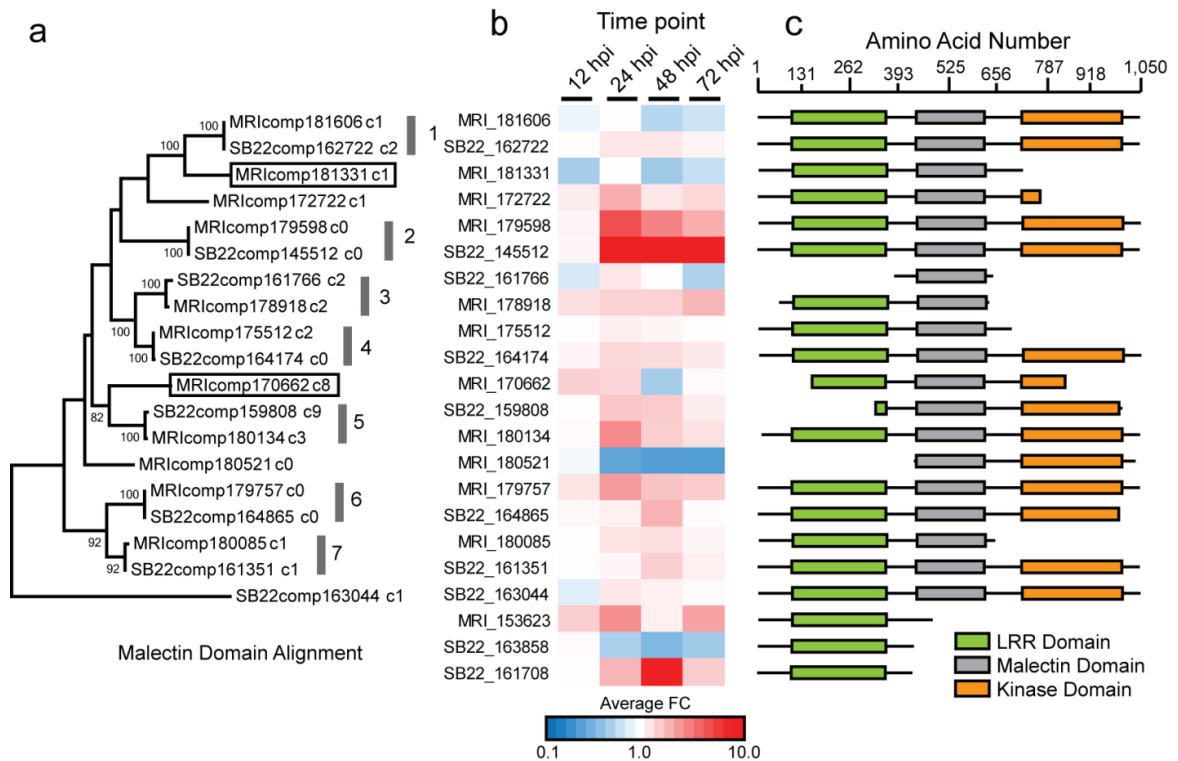 a
b
c
Time point
12 hpi 24 hpi 48 hpi 72 hpi
Amino Acid Number
1 131 262 393 525 656 787 918 1,050
100
MRIcomp181606 c1
SB22comp162722 c2
1
100
MRIcomp181331 c1
MRIcomp172722 c1
MRIcomp179598 c0
100
SB22comp145512 c0
2
SB22comp161766 c2
100
MRIcomp178918 c2
3
100
MRIcomp175512 c2
100
SB22comp164174 c0
4
MRIcomp170662 c8
82
SB22comp159808 c9
100
MRIcomp180134 c3
5
MRIcomp180521 c0
MRIcomp179757 c0
100
SB22comp164865 c0
6
92
MRIcomp180085 c1
92
SB22comp161351 c1
7
SB22comp163044 c1
Malectin Domain Alignment
MRI_181606
SB22_162722
MRI_181331
MRI_172722
MRI_179598
SB22_145512
SB22_161766
MRI_178918
MRI_175512
SB22_164174
MRI_170662
SB22_159808
MRI_180134
MRI_180521
MRI_179757
SB22_164865
MRI_180085
SB22_161351
SB22_163044
MRI_153623
SB22_163858
SB22_161708
Average FC
0.1 1.0 10.0
LRR Domain
Malectin Domain
Kinase Domain